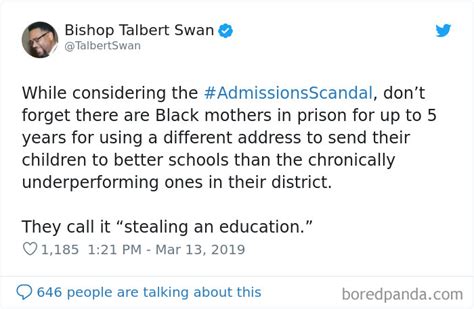 Bishop Talbert Swan
@TalbertSwan
While considering the #AdmissionsScandal, don’t
forget there are Black mothers in prison for up to 5
years for using a different address to send their
children to better schools than the chronically
underperforming ones in their district.
They call it “stealing an education.”
1,185 1:21 PM - Mar 13, 2019
646 people are talking about this
boredpanda.com